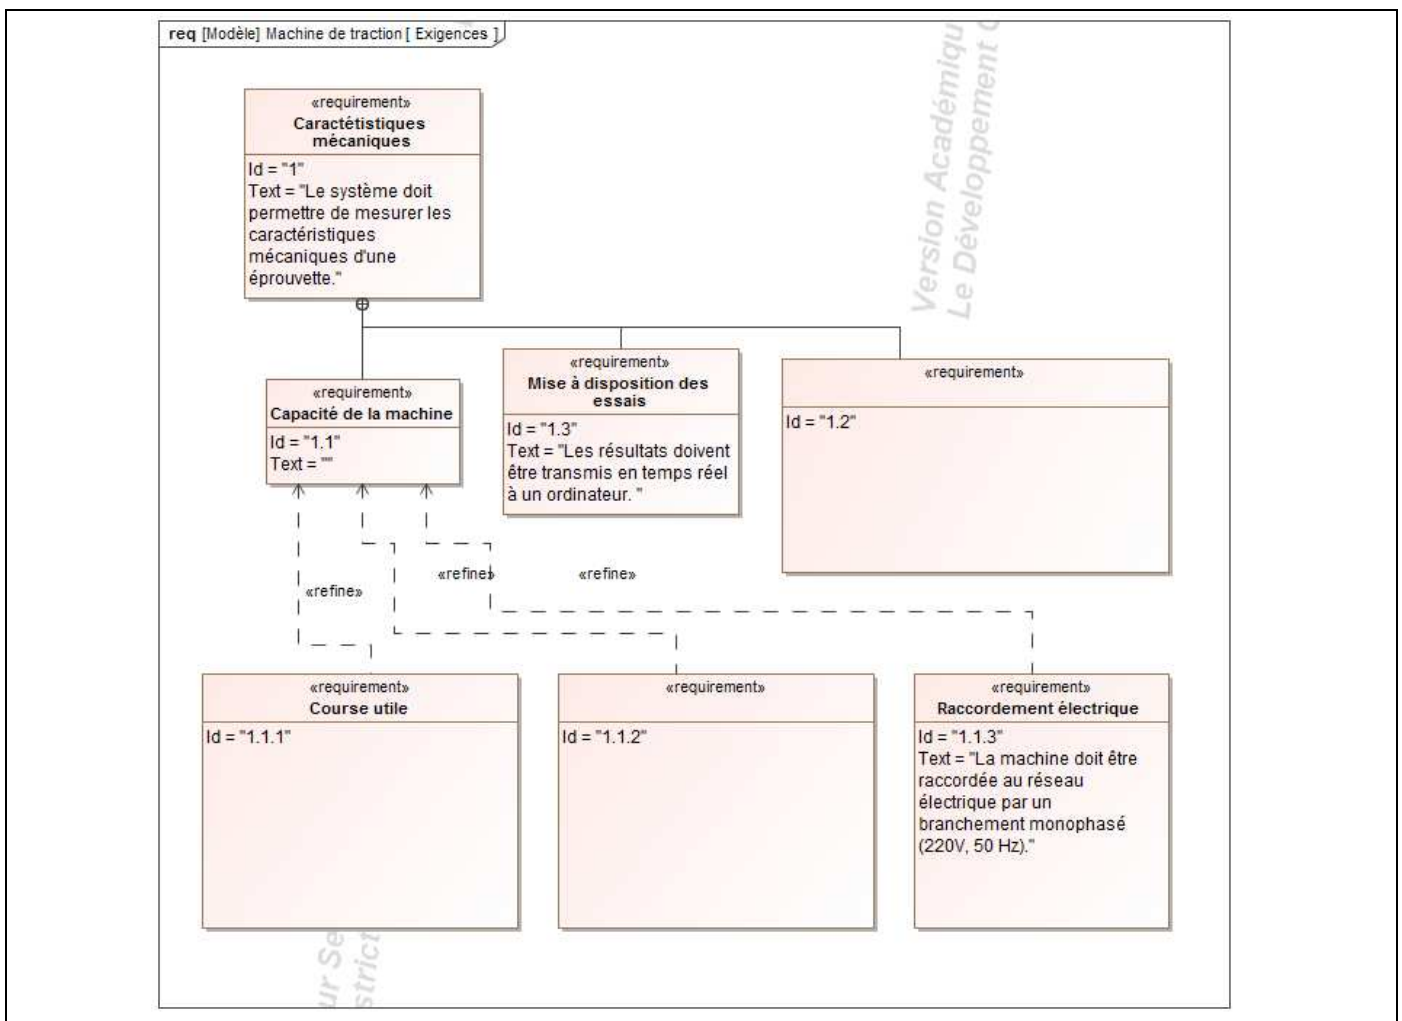 req [Modèle] Machine de traction [ Exigences ]
«requirement»
Caractétistiques
mécaniques
Id = "1"
Text = "Le système doit
permettre de mesurer les
caractéristiques
mécaniques d'une
éprouvette."
«requirement»
Capacité de la machine
Id = "1.1"
Text = ""
«requirement»
Mise à disposition des
essais
Id = "1.3"
Text = "Les résultats doivent
être transmis en temps réel
à un ordinateur. "
«requirement»
Id = "1.2"
«refine»
«refine»
«refine»
«requirement»
Course utile
Id = "1.1.1"
«requirement»
Id = "1.1.2"
«requirement»
Raccordement électrique
Id = "1.1.3"
Text = "La machine doit être
raccordée au réseau
électrique par un
branchement monophasé
(220V, 50 Hz)."
Version Académiqu
Le Développement
ur Se
strict